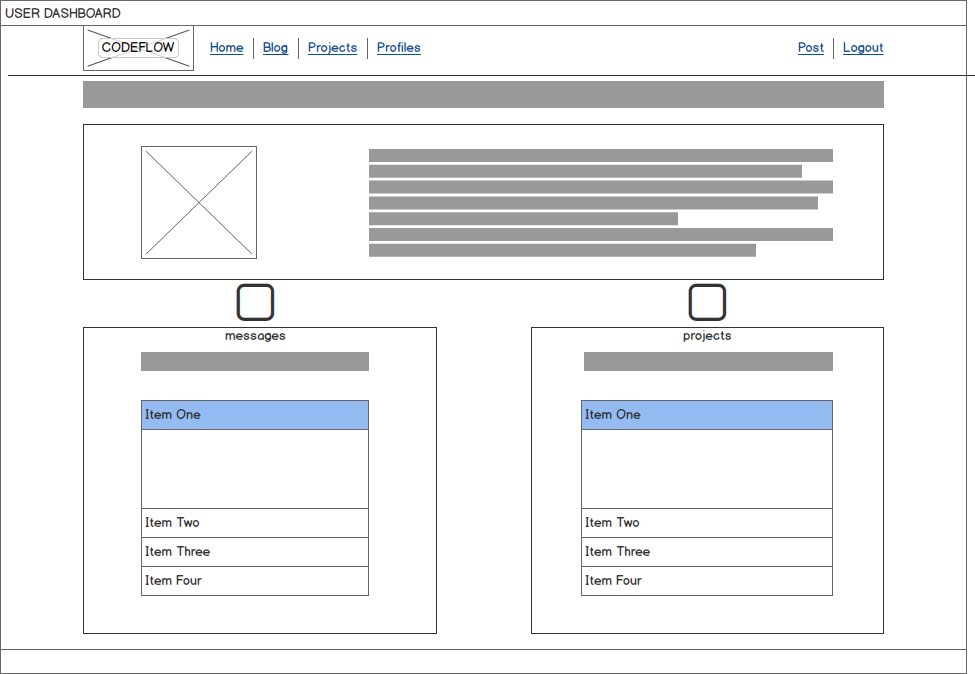 USER DASHBOARD
CODEFLOW Home Blog Projects Profiles Post Logout
messages
Item One
Item Two
Item Three
Item Four
projects
Item One
Item Two
Item Three
Item Four